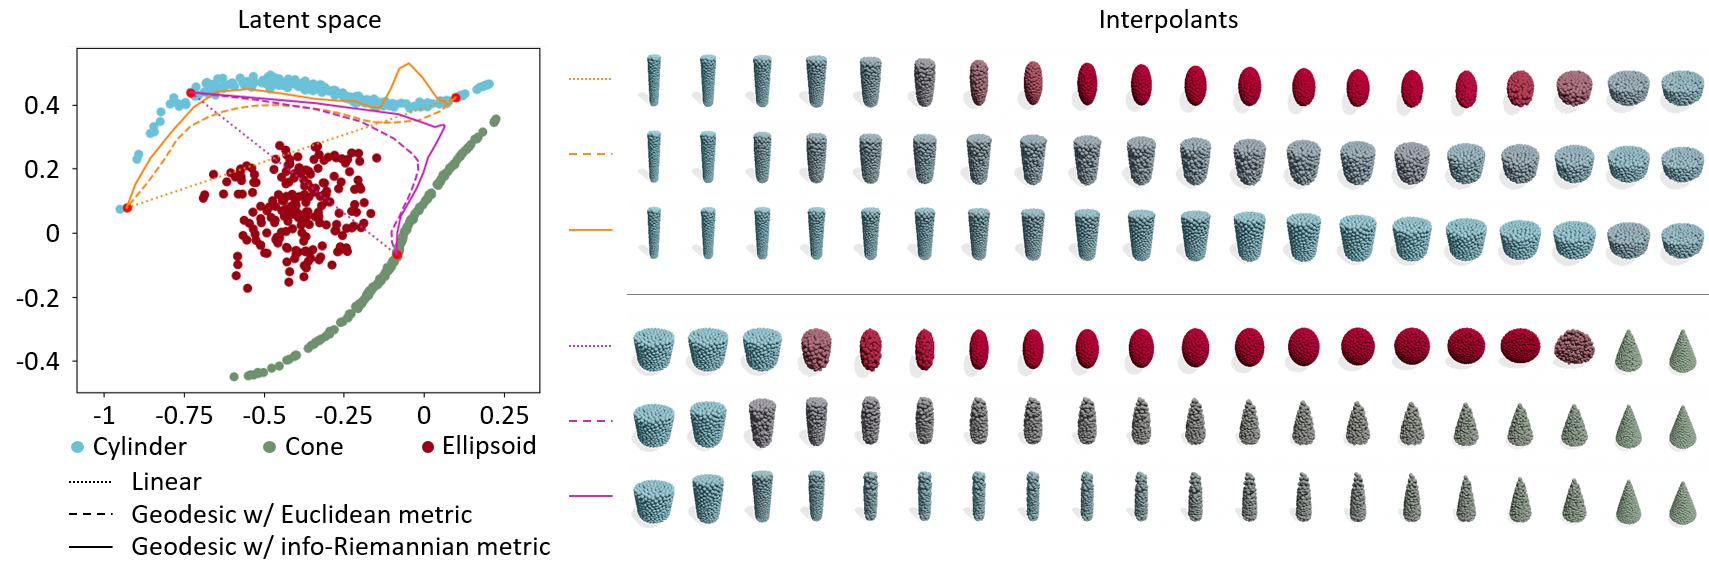 Latent space
Interpolants
0.4
0.2
0
-0.2
-0.4
-1 -0.75 -0.5 -0.25 0 0.25
Cylinder Cone Ellipsoid
Linear
Geodesic w/ Euclidean metric
Geodesic w/ info-Riemannian metric